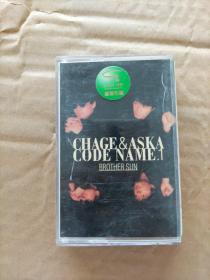 CHAGE&ASKA
CODE NAME.1
BROTHER SUN